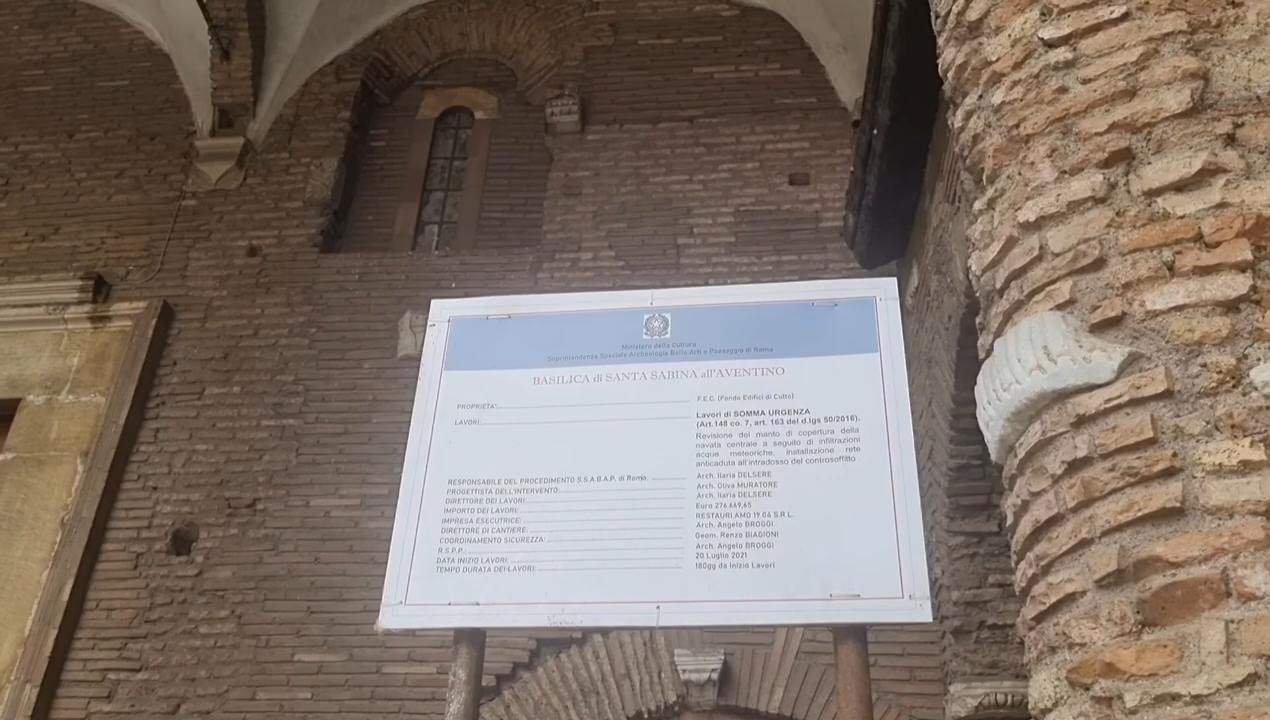 Ministero della Cultura
Soprintendenza Speciale Archeologia Belle Arti e Paesaggio di Roma
BASILICA di SANTA SABINA all'AVENTINO
PROPRIETA': F.E.C. (Fondo Edifici di Culto)
LAVORI: Lavori di SOMMA URGENZA
(Art.148 co. 7, art. 163 del d.lgs 50/2016).
Revisione del manto di copertura della
navata centrale a seguito di infiltrazioni
acque meteoriche, installazione rete
anticaduta all'intradosso del controsoffitto
RESPONSABILE DEL PROCEDIMENTO S.S.A.B.A.P. di Roma: Arch. Ilaria DELSERE
PROGETTISTA DELL'INTERVENTO: Arch. Oliva MURATORE
DIRETTORE DEI LAVORI: Arch. Ilaria DELSERE
IMPORTO DEI LAVORI: Euro 276.669,65
IMPRESA ESECUTRICE: RESTAURI AMO 19.04 S.R.L.
DIRETTORE DI CANTIERE: Arch. Angelo BROGGI
COORDINAMENTO SICUREZZA: Geom. Renzo BIAGIONI
R.S.P.P.: Arch. Angelo BROGGI
DATA INIZIO LAVORI: 20 Luglio 2021
TEMPO DURATA DEI LAVORI: 180gg da Inizio Lavori